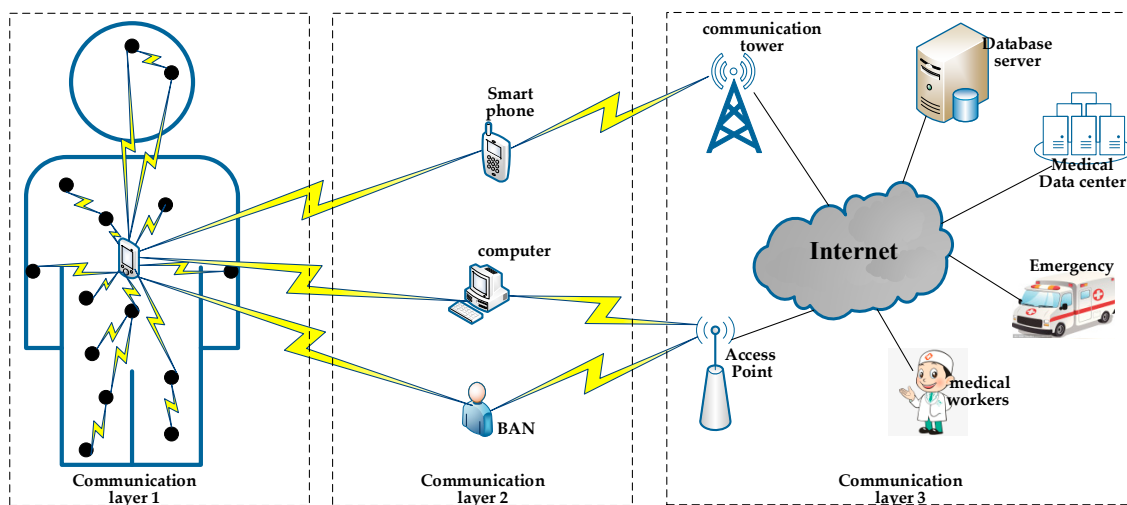 communication
tower
Database
server
Smart
phone
Medical
Data center
computer
Internet
Emergency
Access
Point
medical
workers
BAN
Communication
layer 1
Communication
layer 2
Communication
layer 3